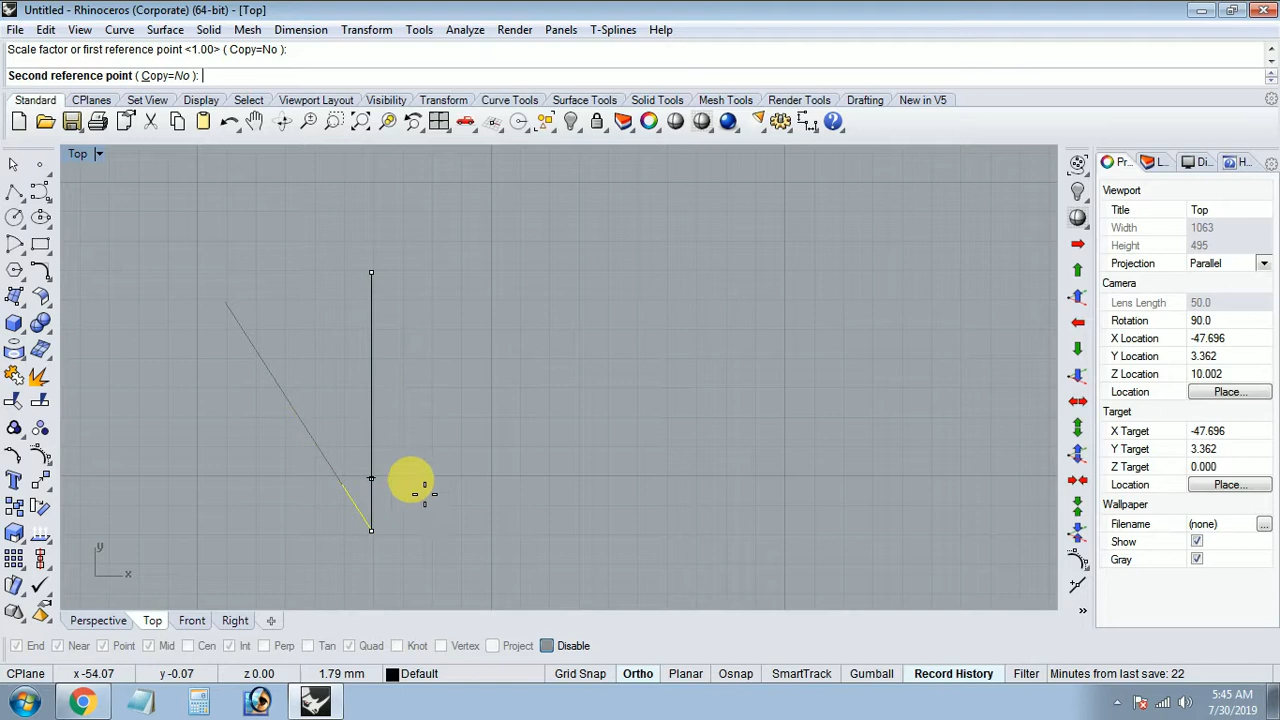 Untitled - Rhinoceros (Corporate) (64-bit) - [Top]
File Edit View Curve Surface Solid Mesh Dimension Transform Tools Analyze Render Panels T-Splines Help
Scale factor or first reference point <1.00> ( Copy=No ):
Second reference point ( Copy=No ):
Standard CPlanes Set View Display Select Viewport Layout Visibility Transform Curve Tools Surface Tools Solid Tools Mesh Tools Render Tools Drafting New in V5
Top
Pr... L... Di... H...
Viewport
Title Top
Width 1063
Height 495
Projection Parallel
Camera
Lens Length 50.0
Rotation 90.0
X Location -47.696
Y Location 3.362
Z Location 10.002
Location Place...
Target
X Target -47.696
Y Target 3.362
Z Target 0.000
Location Place...
Wallpaper
Filename (none) ...
Show
Gray
y
x
Perspective Top Front Right
End Near Point Mid Cen Int Perp Tan Quad Knot Vertex Project Disable
CPlane x -54.07 y -0.07 z 0.00 1.79 mm Default Grid Snap Ortho Planar Osnap SmartTrack Gumball Record History Filter Minutes from last save: 22
5:45 AM
7/30/2019